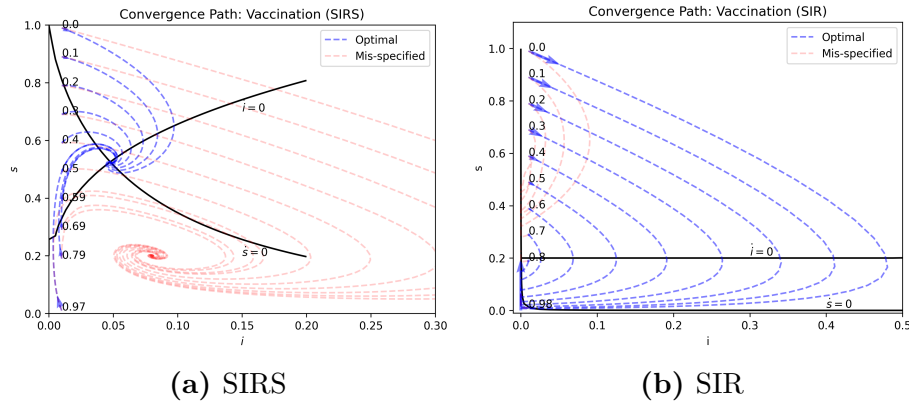 Convergence Path: Vaccination (SIRS)
Optimal
Mis-specified
1.0
0.8
0.6
0.4
0.2
0.0
s
0.0
0.1
0.2
0.3
0.4
0.5
0.59
0.69
0.79
0.97
i̇ = 0
ṡ = 0
0.00
0.05
0.10
0.15
0.20
0.25
0.30
i
(a) SIRS
Convergence Path: Vaccination (SIR)
Optimal
Mis-specified
1.0
0.8
0.6
0.4
0.2
0.0
s
0.0
0.1
0.2
0.3
0.4
0.5
0.6
0.7
0.8
0.98
i̇ = 0
ṡ = 0
0.0
0.1
0.2
0.3
0.4
0.5
i
(b) SIR